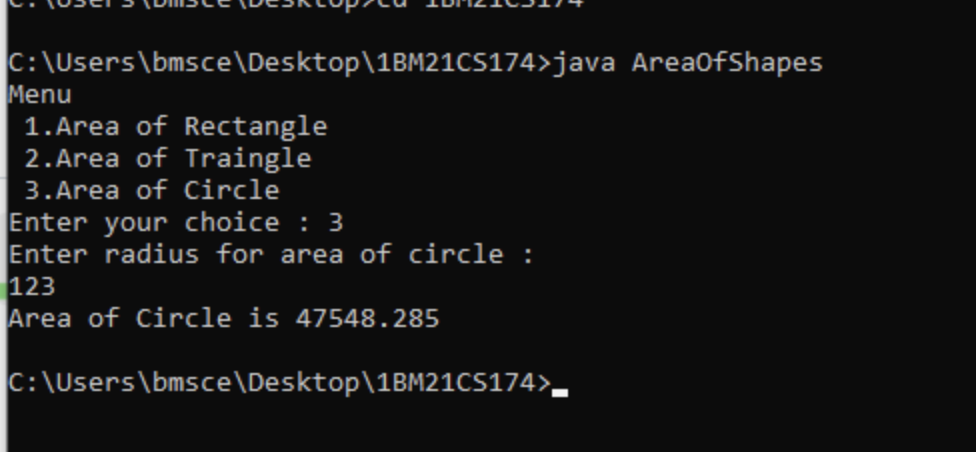 C:\Users\bmsce\Desktop>cd 1BM21CS174
C:\Users\bmsce\Desktop\1BM21CS174>java AreaOfShapes
Menu
 1.Area of Rectangle
 2.Area of Traingle
 3.Area of Circle
Enter your choice : 3
Enter radius for area of circle :
123
Area of Circle is 47548.285
C:\Users\bmsce\Desktop\1BM21CS174>